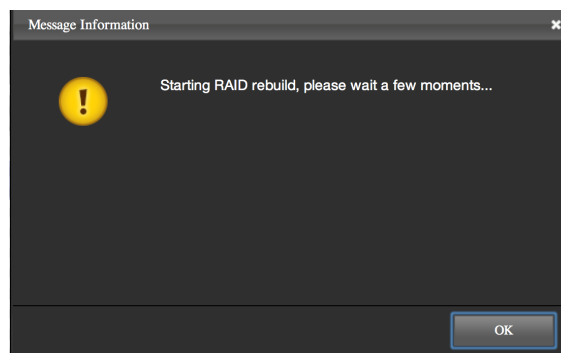 Message Information
Starting RAID rebuild, please wait a few moments...
OK